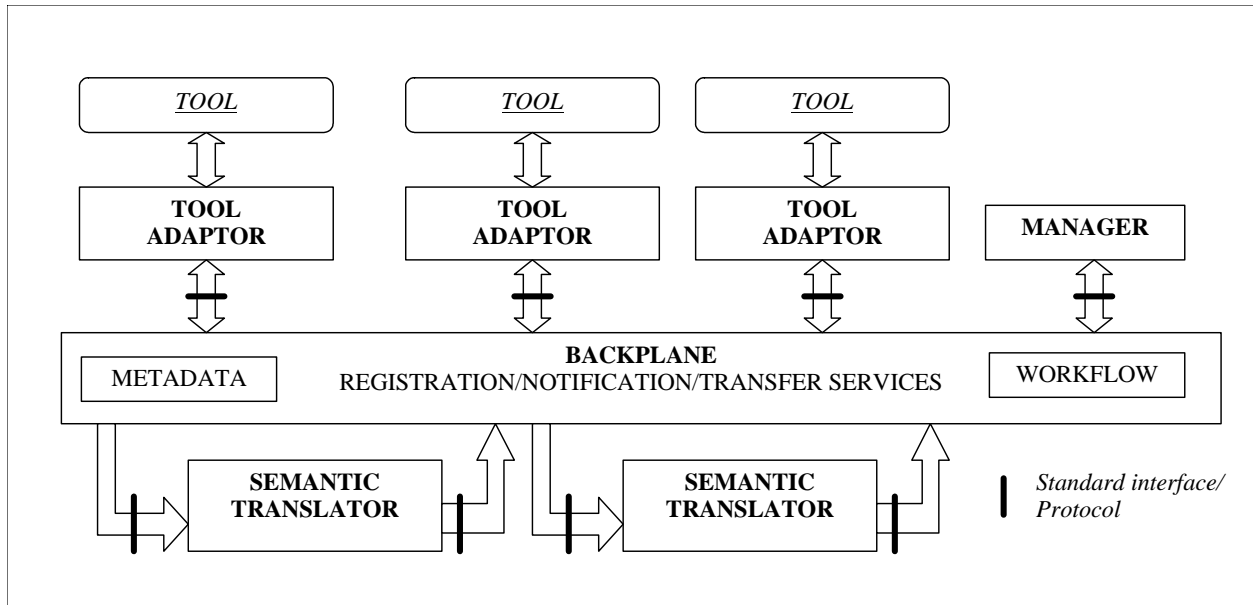 TOOL
TOOL
TOOL
TOOL
ADAPTOR
TOOL
ADAPTOR
TOOL
ADAPTOR
MANAGER
BACKPLANE
METADATA
REGISTRATION/NOTIFICATION/TRANSFER SERVICES
WORKFLOW
SEMANTIC
TRANSLATOR
SEMANTIC
TRANSLATOR
Standard interface/
Protocol